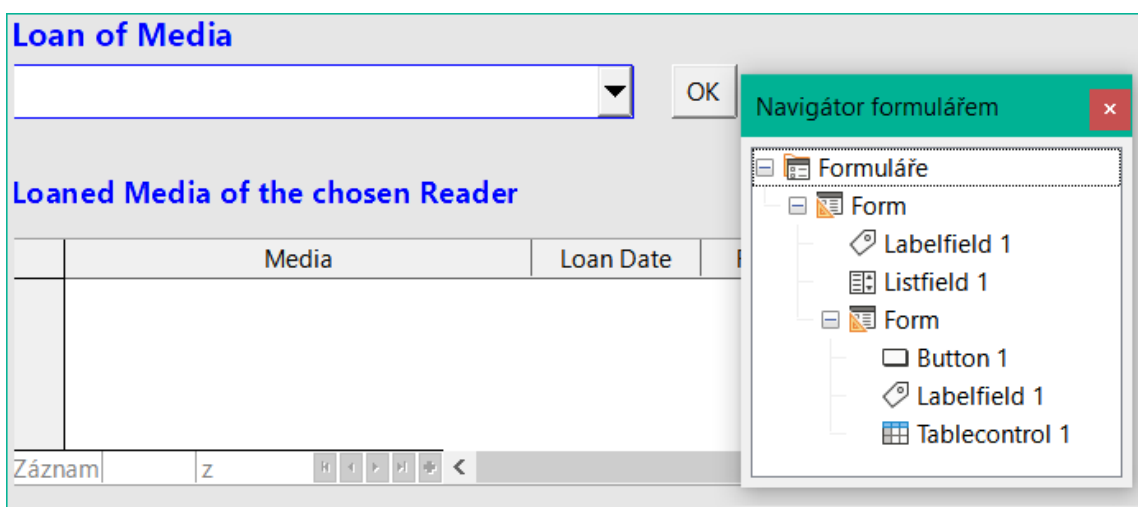 Loan of Media
OK
Loaned Media of the chosen Reader
Media Loan Date
Záznam z
Navigátor formulářem
Formuláře
Form
Labelfield 1
Listfield 1
Form
Button 1
Labelfield 1
Tablecontrol 1